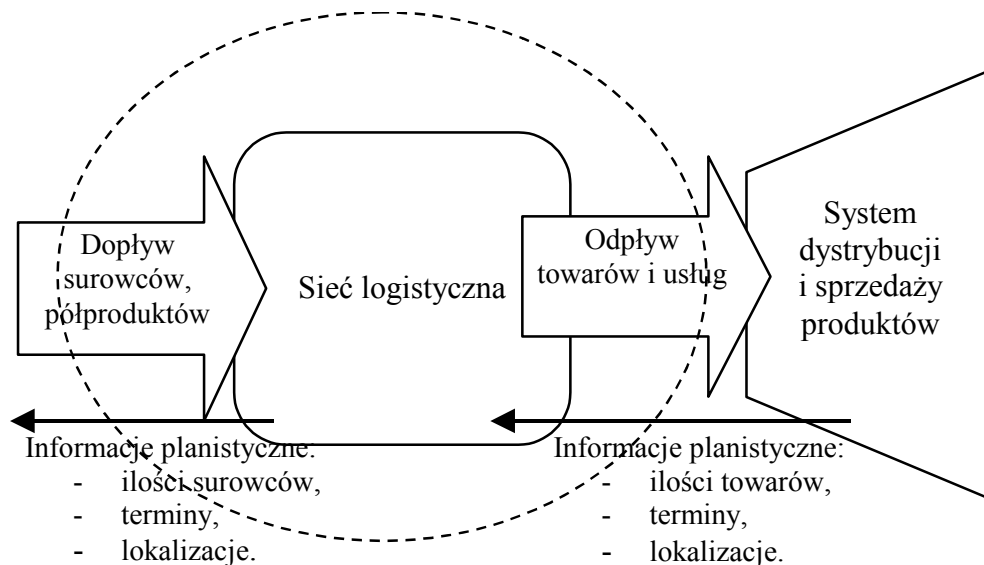 Dopływ
surowców,
półproduktów
Sieć logistyczna
Odpływ
towarów i usług
System
dystrybucji
i sprzedaży
produktów
Informacje planistyczne:
- ilości surowców,
- terminy,
- lokalizacje.
Informacje planistyczne:
- ilości towarów,
- terminy,
- lokalizacje.